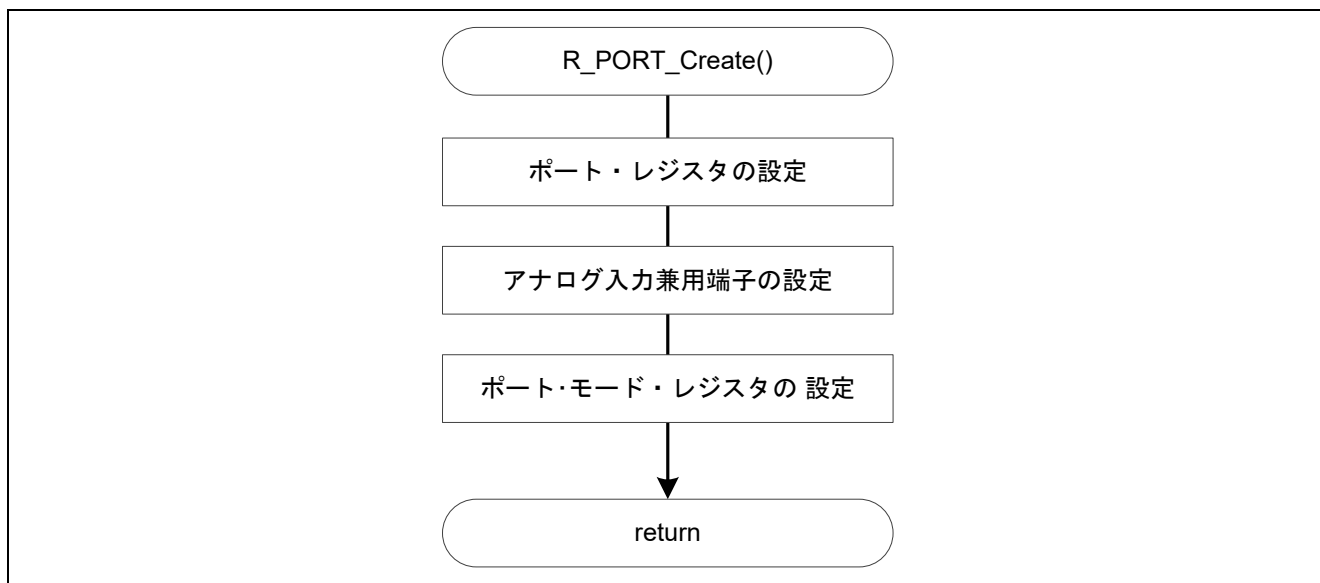 R_PORT_Create()
ポート・レジスタの設定
アナログ入力兼用端子の設定
ポート･モード・レジスタの 設定
return